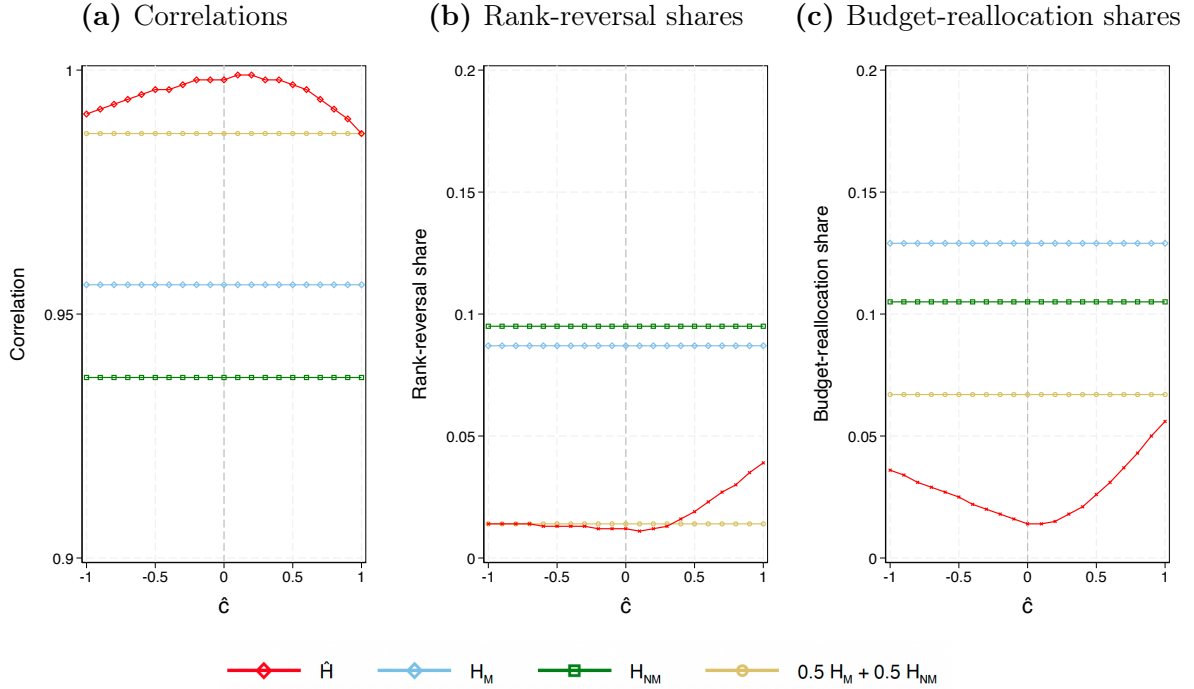 (a) Correlations
(b) Rank-reversal shares
(c) Budget-reallocation shares
Correlation
1
0.95
0.9
-1 -0.5 0 0.5 1
ĉ
Rank-reversal share
0.2
0.15
0.1
0.05
0
-1 -0.5 0 0.5 1
ĉ
Budget-reallocation share
0.2
0.15
0.1
0.05
0
-1 -0.5 0 0.5 1
ĉ
Ĥ
H_M
H_NM
0.5 H_M + 0.5 H_NM